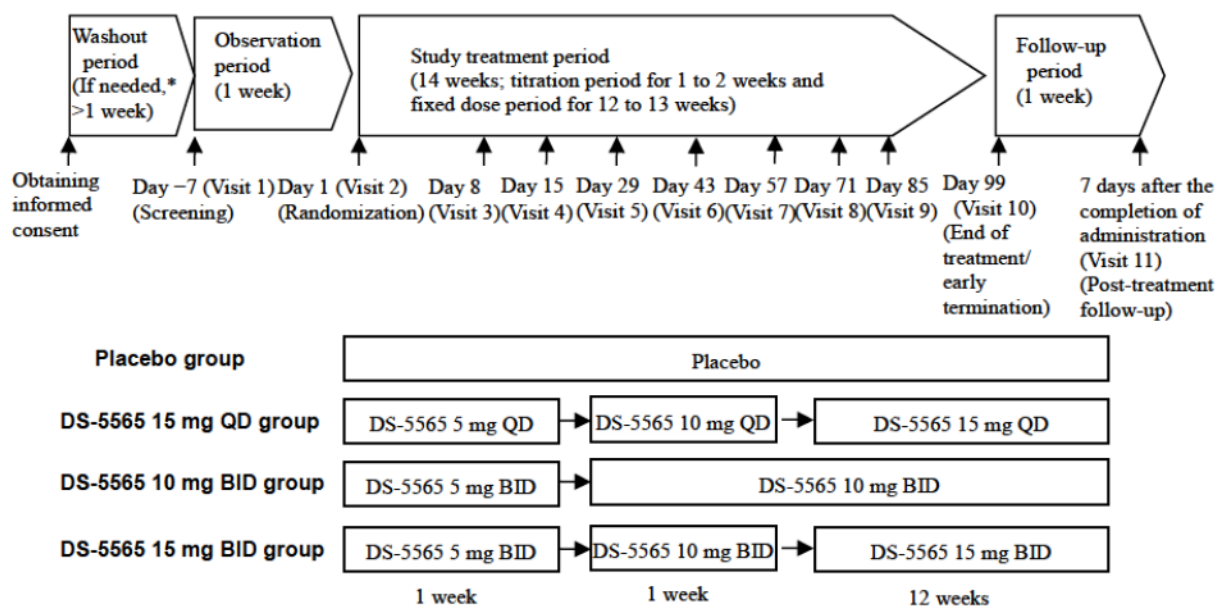 Washout
period
(If needed,*
>1 week)
Observation
period
(1 week)
Study treatment period
(14 weeks; titration period for 1 to 2 weeks and
fixed dose period for 12 to 13 weeks)
Follow-up
period
(1 week)
Obtaining
informed
consent
Day −7 (Visit 1)
(Screening)
Day 1 (Visit 2)
(Randomization)
Day 8
(Visit 3)
Day 15
(Visit 4)
Day 29
(Visit 5)
Day 43
(Visit 6)
Day 57
(Visit 7)
Day 71
(Visit 8)
Day 85
(Visit 9)
Day 99
(Visit 10)
(End of
treatment/
early
termination)
7 days after the
completion of
administration
(Visit 11)
(Post-treatment
follow-up)
Placebo group
Placebo
DS-5565 15 mg QD group
DS-5565 5 mg QD
DS-5565 10 mg QD
DS-5565 15 mg QD
DS-5565 10 mg BID group
DS-5565 5 mg BID
DS-5565 10 mg BID
DS-5565 15 mg BID group
DS-5565 5 mg BID
DS-5565 10 mg BID
DS-5565 15 mg BID
1 week
1 week
12 weeks